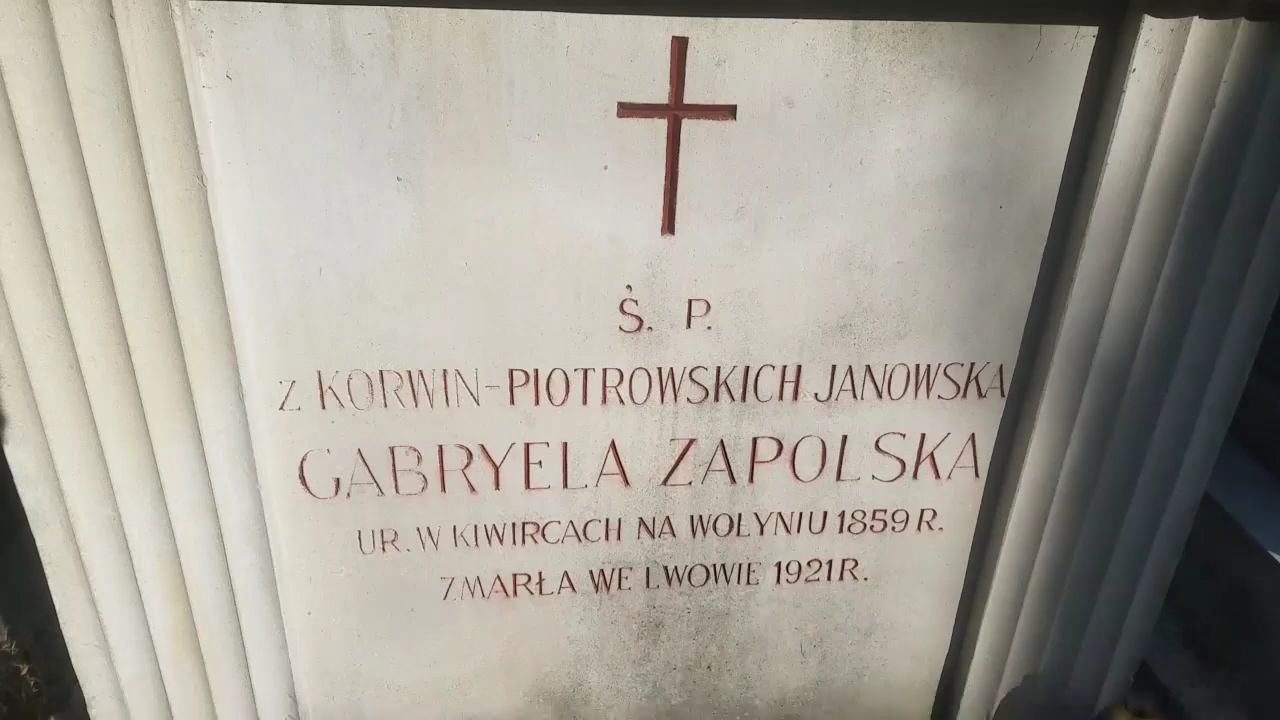 Ś. P.
Z KORWIN-PIOTROWSKICH JANOWSKA
GABRYELA ZAPOLSKA
UR. W KIWIRCACH NA WOŁYNIU 1859 R.
ZMARŁA WE LWOWIE 1921 R.